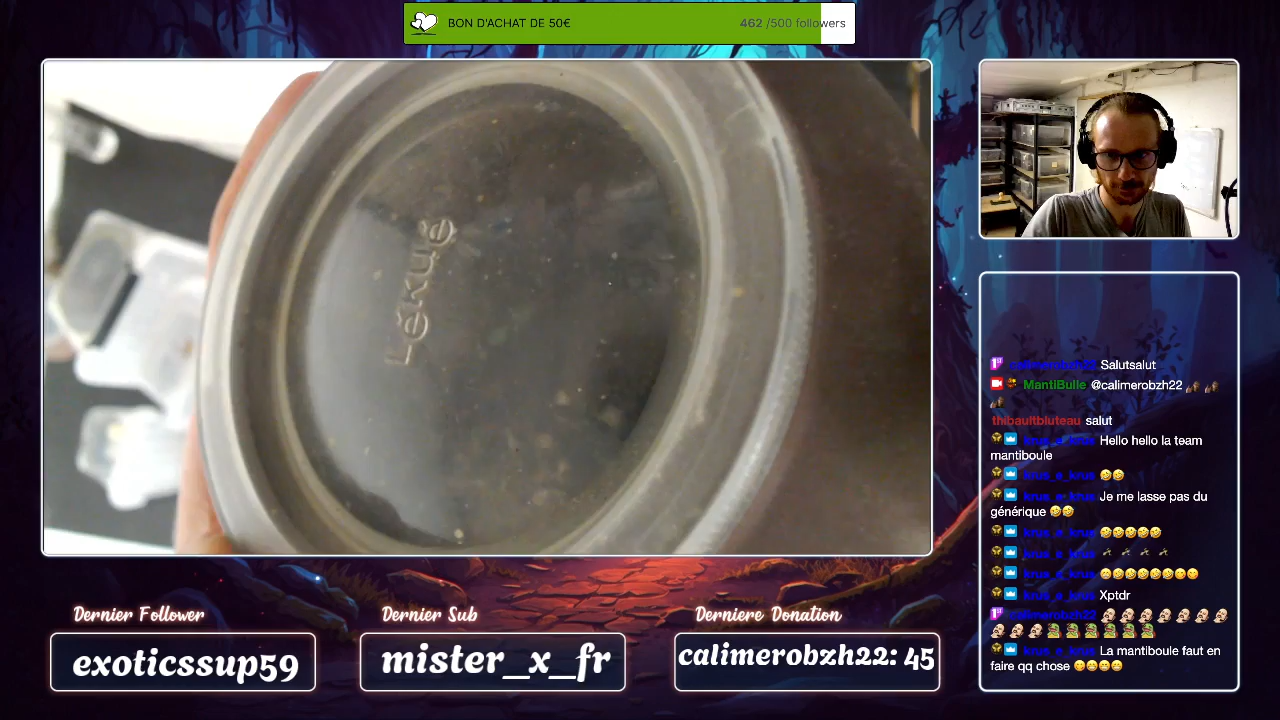 BON D'ACHAT DE 50€
462 /500 followers
Lékué
calimerobzh22 Salutsalut
MantiBulle @calimerobzh22
thibaultbluteau salut
krus_e_krus Hello hello la team
mantiboule
krus_e_krus
krus_e_krus Je me lasse pas du
générique
krus_e_krus
krus_e_krus
krus_e_krus
krus_e_krus Xptdr
calimerobzh22
krus_e_krus La mantiboule faut en
faire qq chose
Dernier Follower
exoticssup59
Dernier Sub
mister_x_fr
Derniere Donation
calimerobzh22: 45